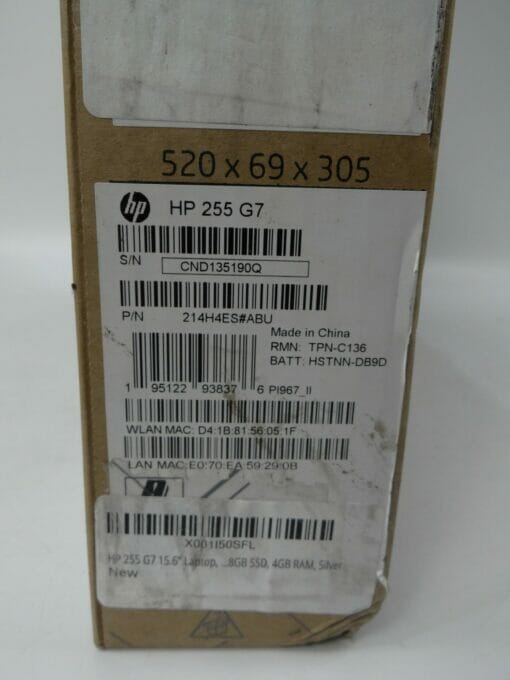 520 x 69 x 305
hp HP 255 G7
S/N CND135190Q
P/N 214H4ES#ABU
Made in China
RMN: TPN-C136
BATT: HSTNN-DB9D
1 95122 93837 6 PI967_II
WLAN MAC: D4:1B:81:56:05:1F
LAN MAC:E0:70:EA:59:29:0B
X001I50SFL
HP 255 G7 15.6" Laptop, ...8GB SSD, 4GB RAM, Silver
New